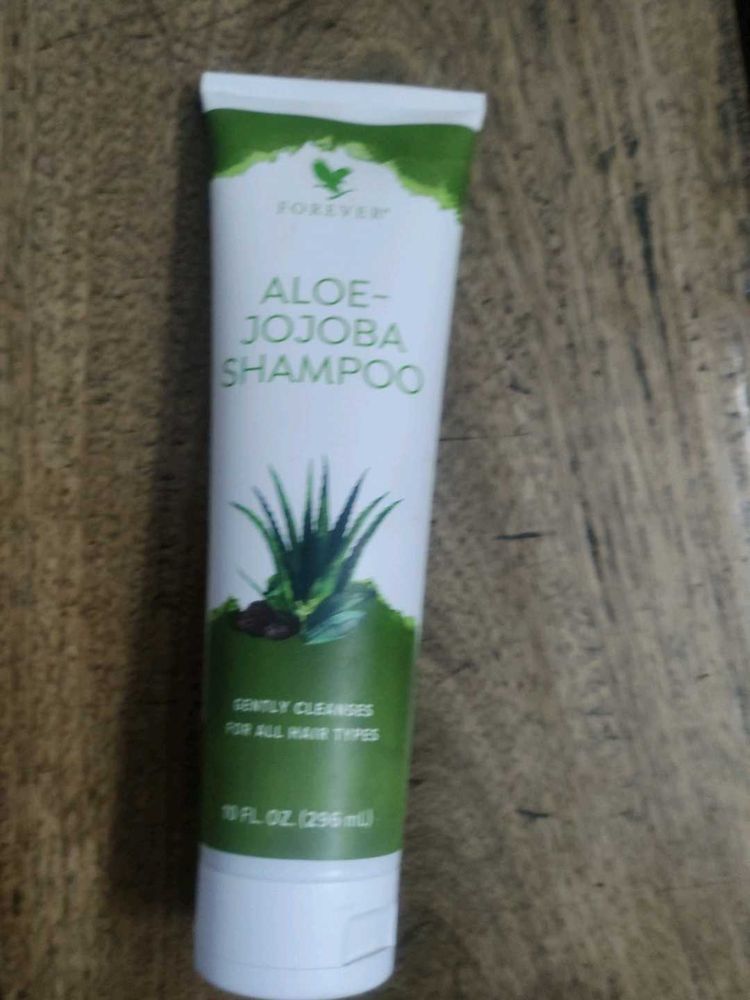 FOREVER®
ALOE-
JOJOBA
SHAMPOO
GENTLY CLEANSES
FOR ALL HAIR TYPES
10 FL. OZ. (296 mL)